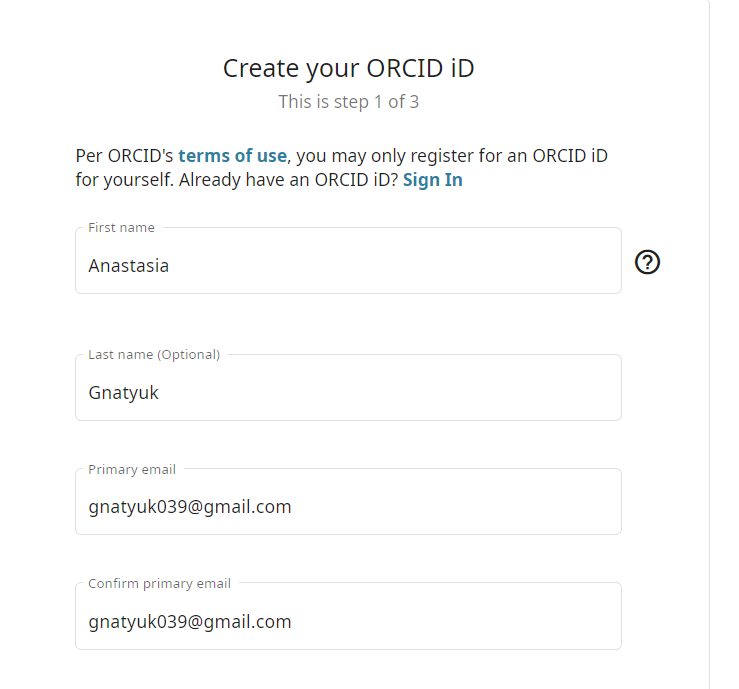 Create your ORCID iD
This is step 1 of 3
Per ORCID's terms of use, you may only register for an ORCID iD
for yourself. Already have an ORCID iD? Sign In
First name
Anastasia
?
Last name (Optional)
Gnatyuk
Primary email
gnatyuk039@gmail.com
Confirm primary email
gnatyuk039@gmail.com